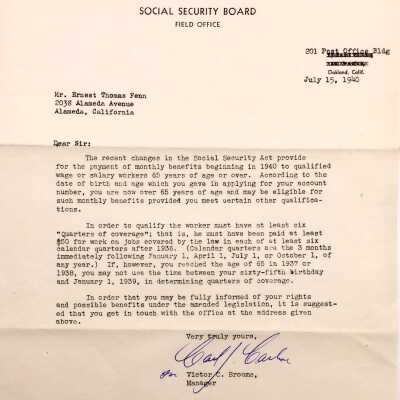 SOCIAL SECURITY BOARD
FIELD OFFICE
201 Post Office Bldg
Oakland, Calif.
July 15, 1940
Mr. Ernest Thomas Fenn
2038 Alameda Avenue
Alameda, California
Dear Sir:
The recent changes in the Social Security Act provide
for the payment of monthly benefits beginning in 1940 to qualified
wage or salary workers 65 years of age or over. According to the
date of birth and age which you gave in applying for your account
number, you are now over 65 years of age and may be eligible for
such monthly benefits provided you meet certain other qualifica-
tions.
In order to qualify the worker must have at least six
"Quarters of coverage"; that is, he must have been paid at least
$50 for work on jobs covered by the law in each of at least six
calendar quarters after 1936. (Calendar quarters are the 3 months
immediately following January 1, April 1, July 1, or October 1, of
any year.) If, however, you reached the age of 65 in 1937 or
1938, you may not use the time between your sixty-fifth birthday
and January 1, 1939, in determining quarters of coverage.
In order that you may be fully informed of your rights
and possible benefits under the amended legislation, it is suggest-
ed that you get in touch with the office at the address given
above.
Very truly yours,
for Victor C. Broome,
Manager